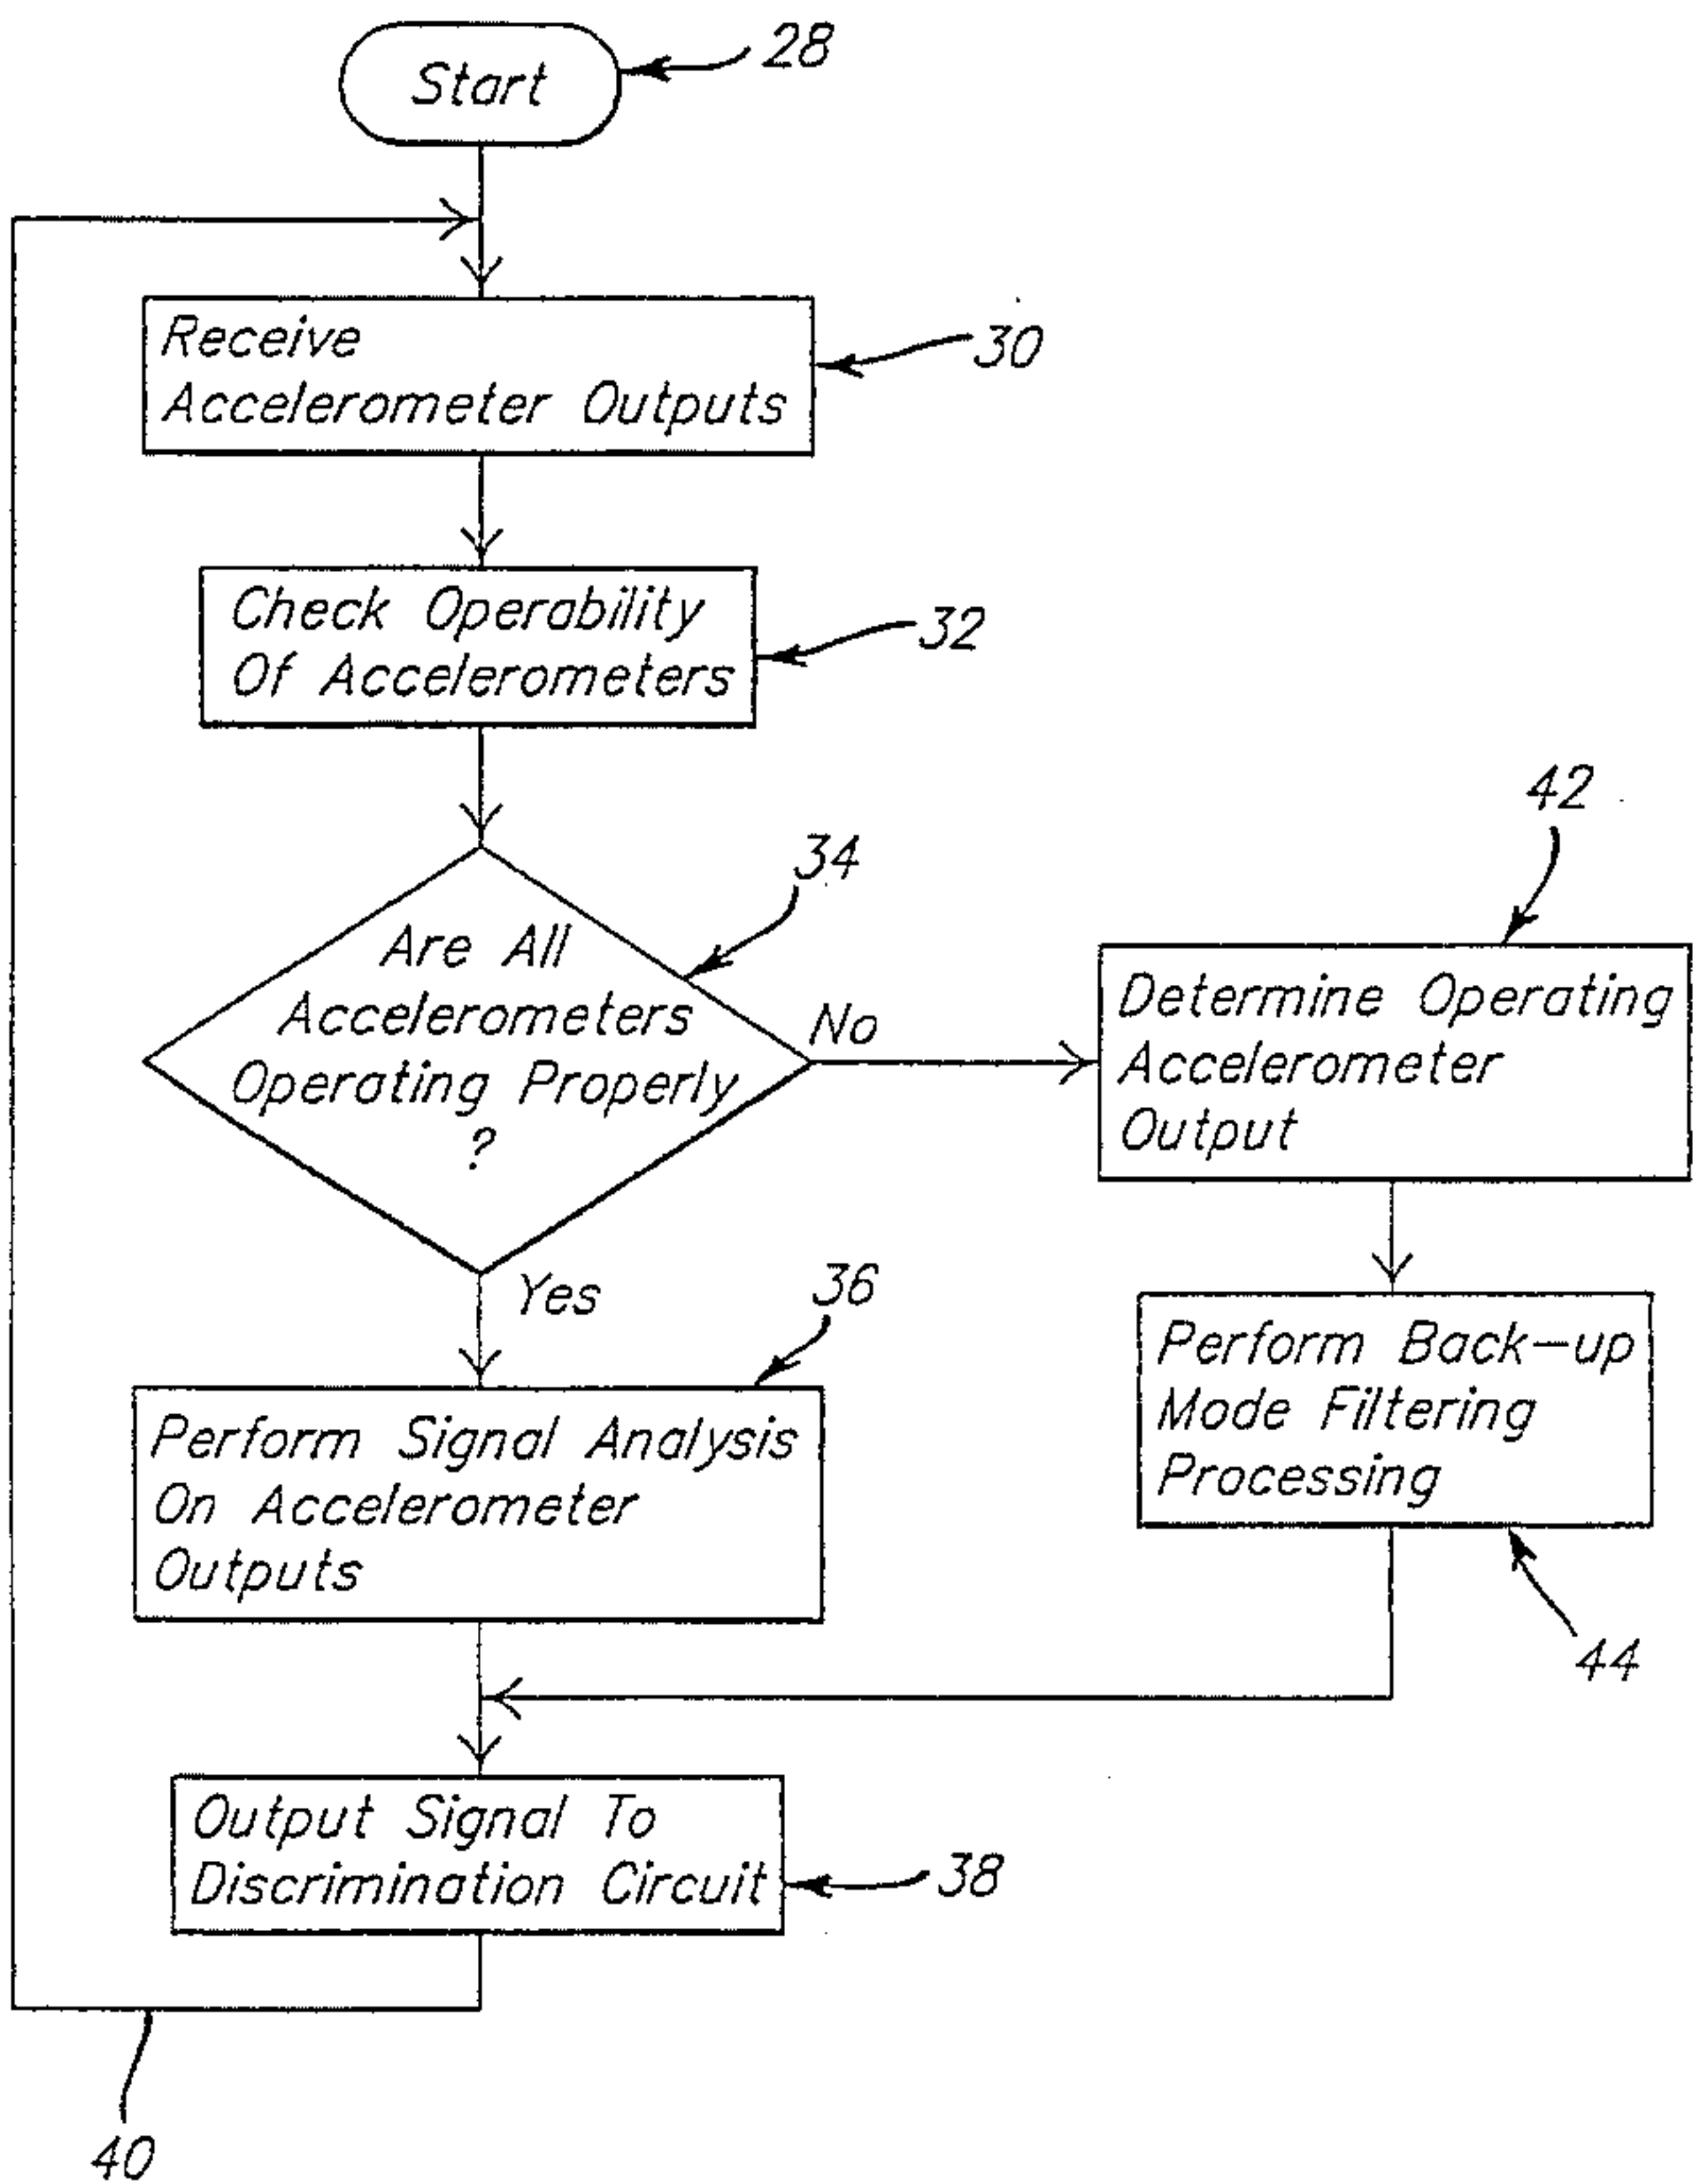 Start
28
Receive
Accelerometer Outputs
30
Check Operability
Of Accelerometers
32
34
Are All
Accelerometers
Operating Properly
?
No
Yes
42
Determine Operating
Accelerometer
Output
36
Perform Signal Analysis
On Accelerometer
Outputs
Perform Back-up
Mode Filtering
Processing
44
Output Signal To
Discrimination Circuit
38
40